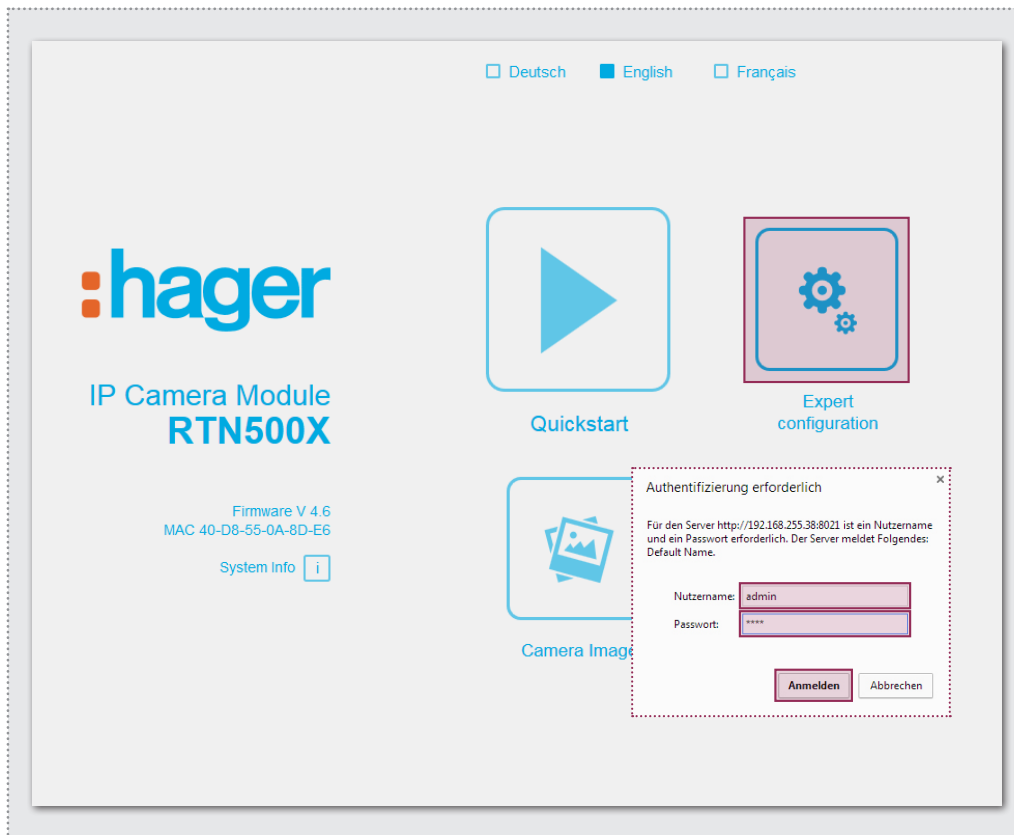 Deutsch English Français
:hager
IP Camera Module
RTN500X
Firmware V 4.6
MAC 40-D8-55-0A-8D-E6
System Info i
Quickstart
Expert
configuration
Camera Image
Authentifizierung erforderlich ×
Für den Server http://192.168.255.38:8021 ist ein Nutzername
und ein Passwort erforderlich. Der Server meldet Folgendes:
Default Name.
Nutzername: admin
Passwort: ****
Anmelden Abbrechen